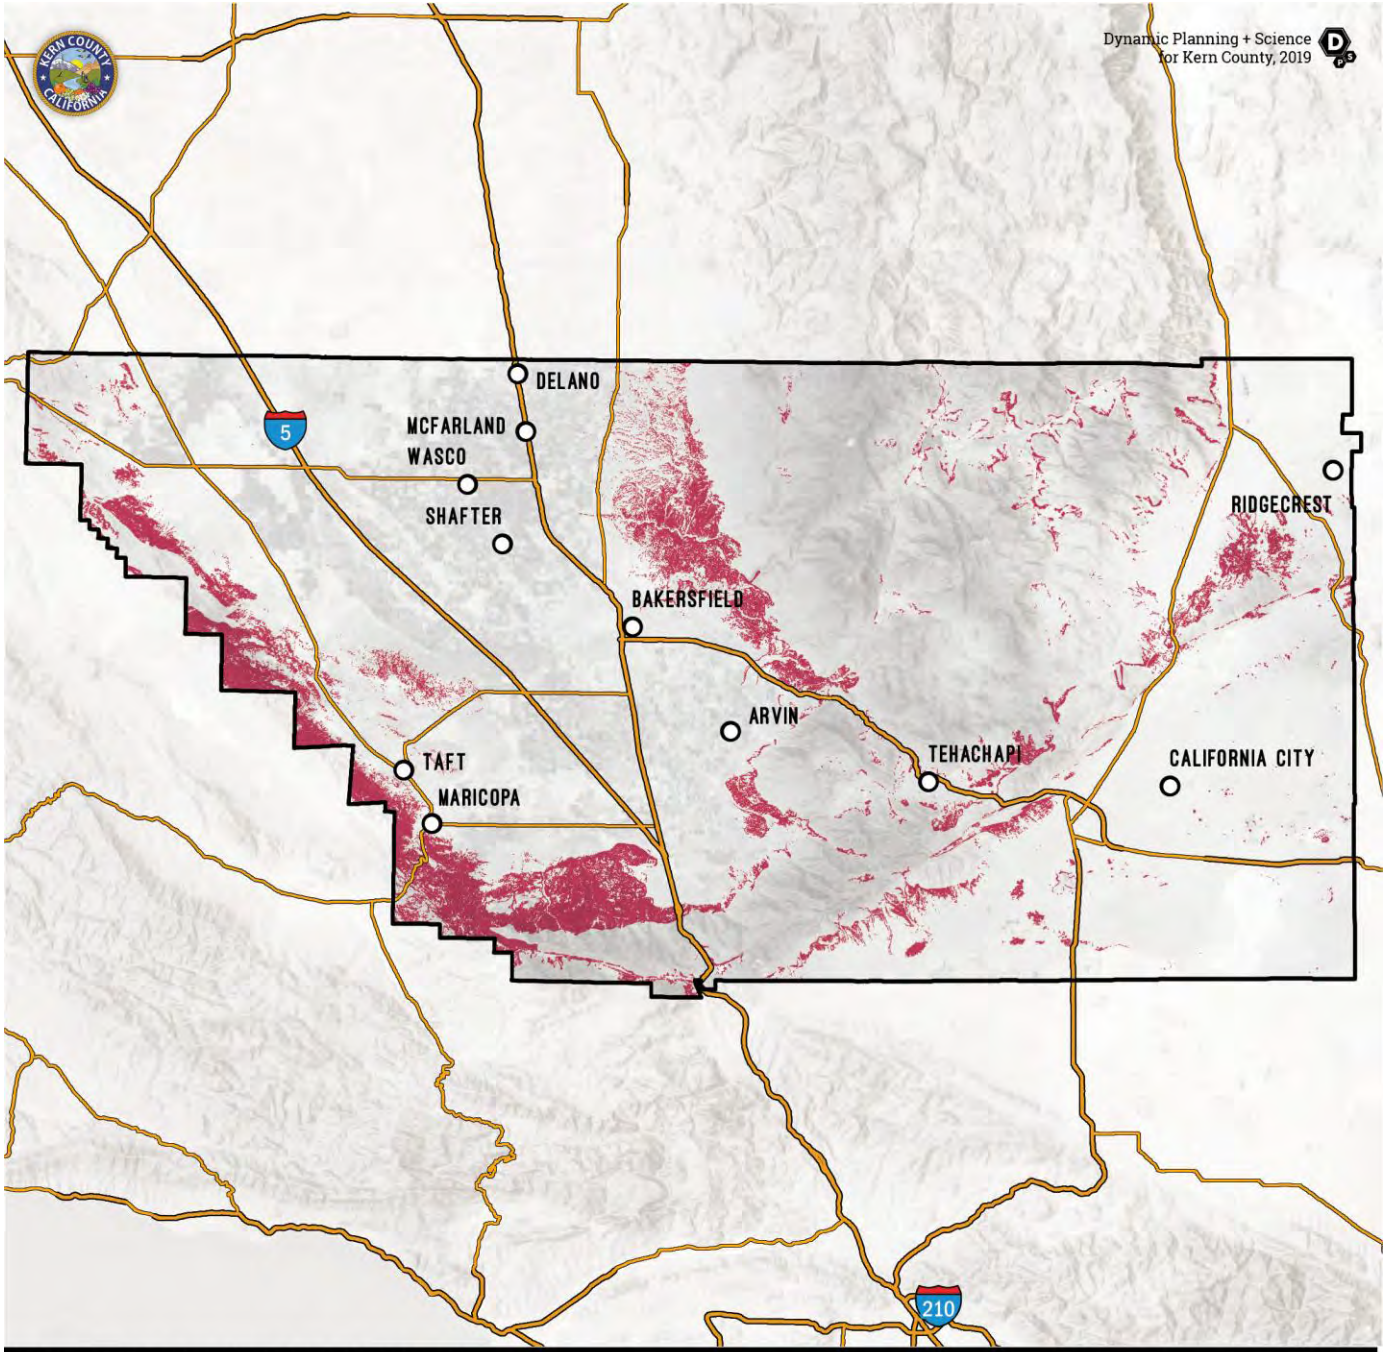 KERN COUNTY
CALIFORNIA
Dynamic Planning + Science
for Kern County, 2019
D
P S
DELANO
5
MCFARLAND
WASCO
RIDGECREST
SHAFTER
BAKERSFIELD
ARVIN
TAFT
TEHACHAPI
CALIFORNIA CITY
MARICOPA
210